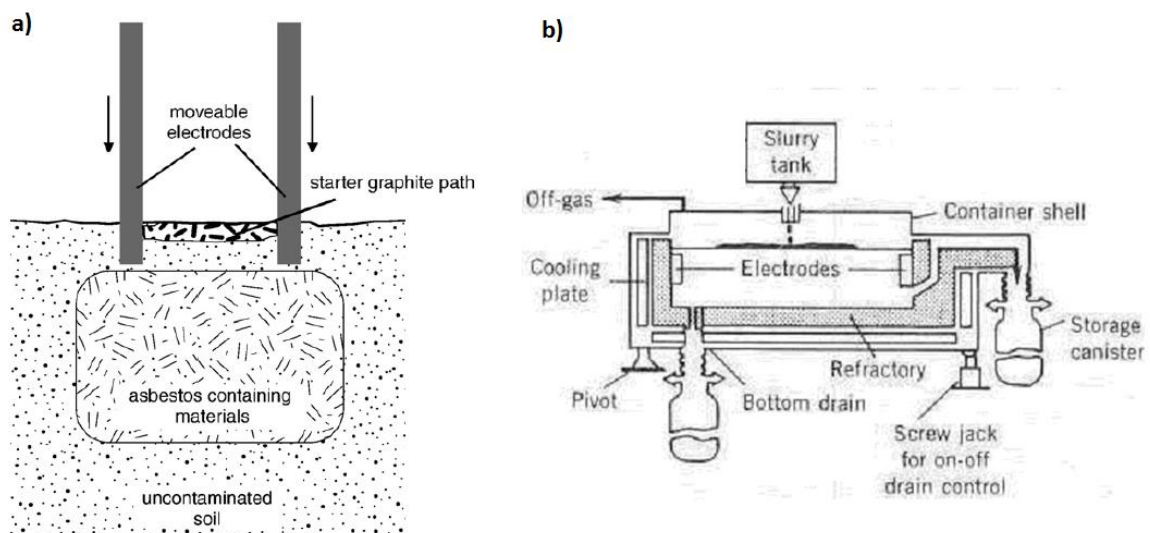 a)
moveable
electrodes
starter graphite path
asbestos containing
materials
uncontaminated
soil
b)
Slurry
tank
Off-gas
Container shell
Cooling
plate
Electrodes
Storage
canister
Refractory
Pivot
Bottom drain
Screw jack
for on-off
drain control